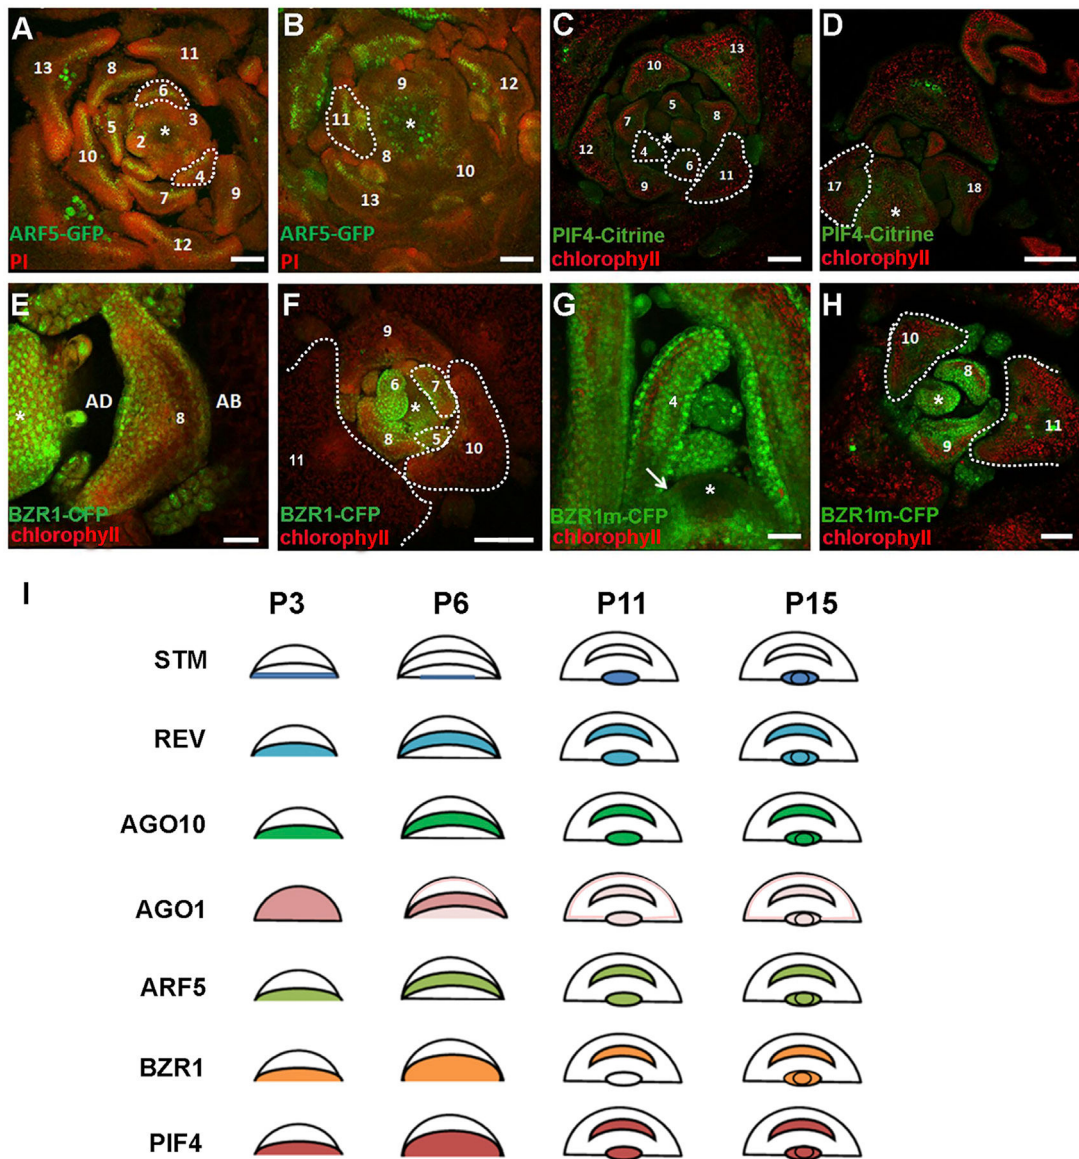 A
13
8
11
6
5
2
*
3
10
4
7
9
12
ARF5-GFP
PI
B
9
12
11
*
8
10
13
ARF5-GFP
PI
C
13
10
5
7
8
*
12
4
6
11
9
PIF4-Citrine
chlorophyll
D
17
18
*
PIF4-Citrine
chlorophyll
E
AD
AB
*
8
BZR1-CFP
chlorophyll
F
9
6
7
*
5
8
10
11
BZR1-CFP
chlorophyll
G
4
*
BZR1m-CFP
chlorophyll
H
10
8
*
9
11
BZR1m-CFP
chlorophyll
I
P3 P6 P11 P15
STM
REV
AGO10
AGO1
ARF5
BZR1
PIF4